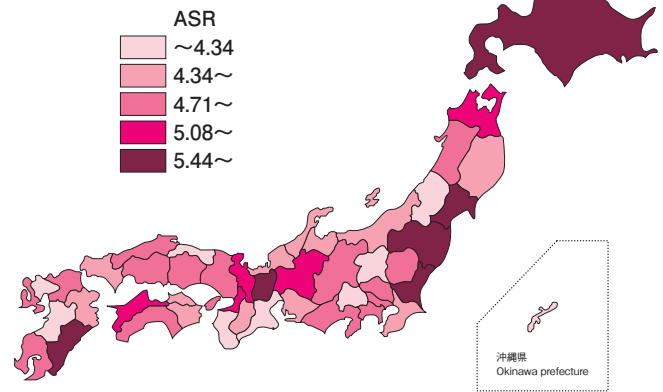 ASR
～4.34
4.34～
4.71～
5.08～
5.44～
沖縄県
Okinawa prefecture